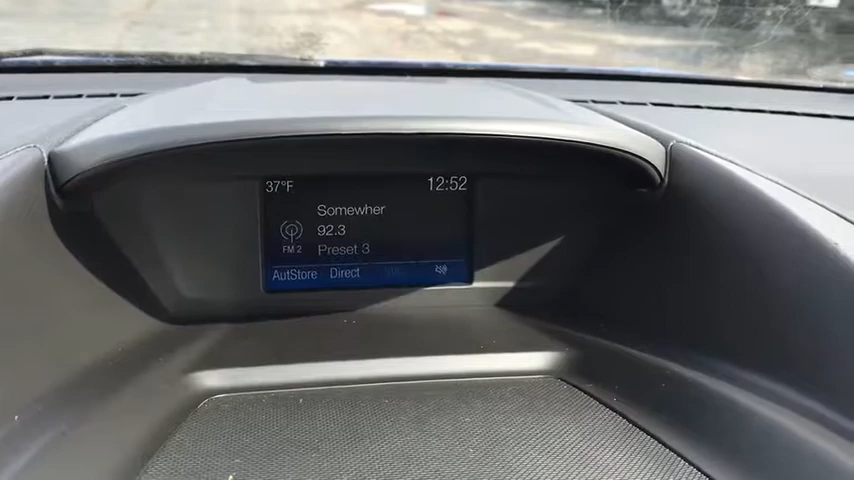 37°F 12:52
Somewher
92.3
FM 2 Preset 3
AutStore Direct